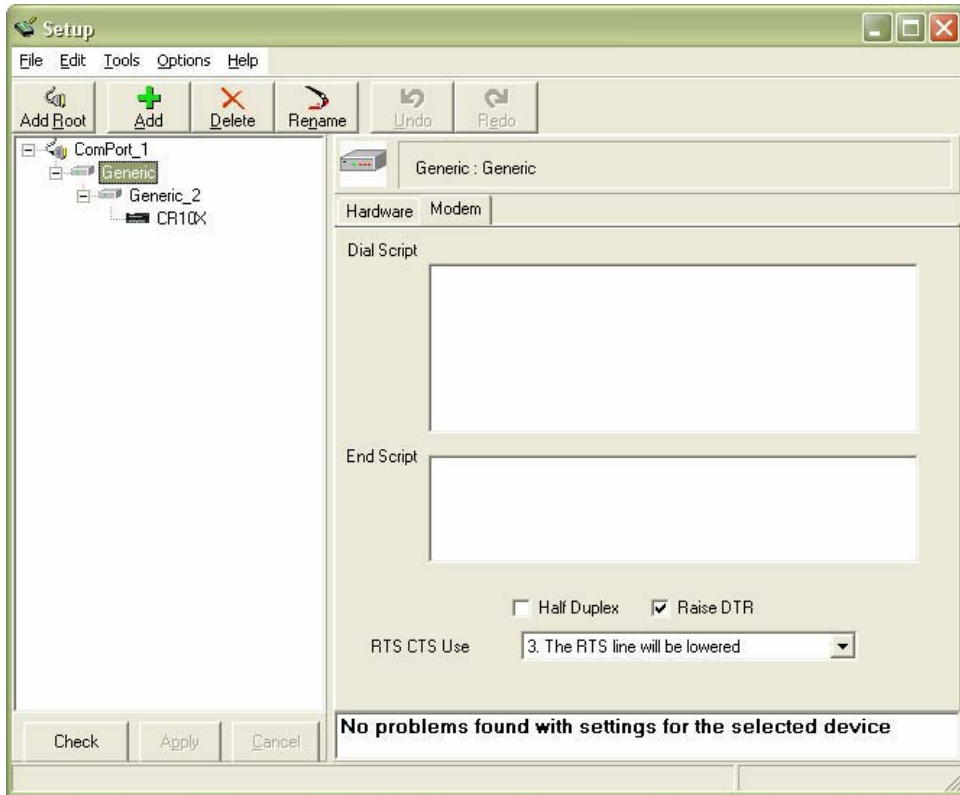 Setup
File Edit Tools Options Help
Add Root Add Delete Rename Undo Redo
ComPort_1
Generic
Generic_2
CR10X
Generic : Generic
Hardware Modem
Dial Script
End Script
Half Duplex Raise DTR
RTS CTS Use 3. The RTS line will be lowered
Check Apply Cancel
No problems found with settings for the selected device